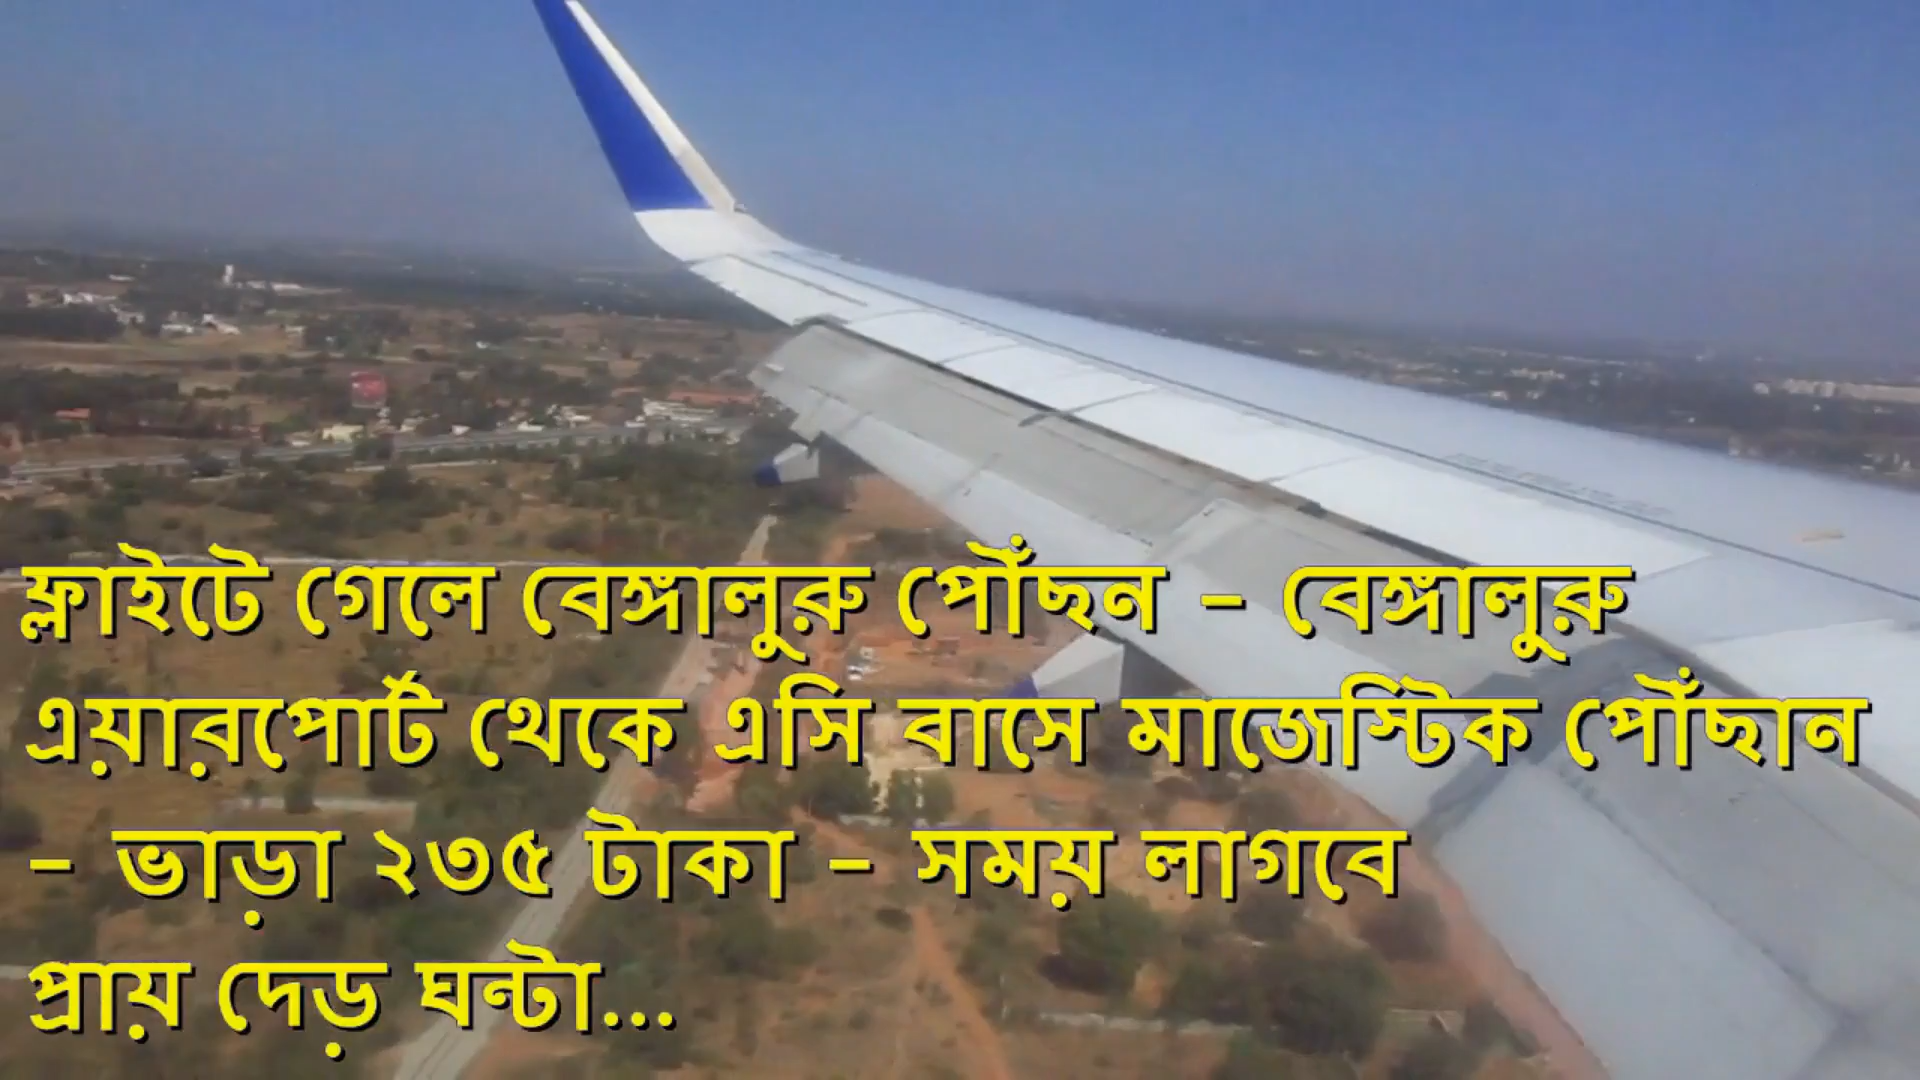 ফ্লাইটে গেলে বেঙ্গালুরু পৌঁছন – বেঙ্গালুরু
এয়ারপোর্ট থেকে এসি বাসে মাজেস্টিক পৌঁছান
– ভাড়া ২৩৫ টাকা – সময় লাগবে
প্রায় দেড় ঘন্টা...